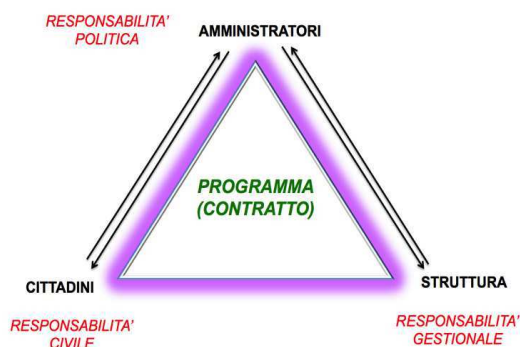 RESPONSABILITA'
POLITICA
AMMINISTRATORI
PROGRAMMA
(CONTRATTO)
CITTADINI
STRUTTURA
RESPONSABILITA'
CIVILE
RESPONSABILITA'
GESTIONALE